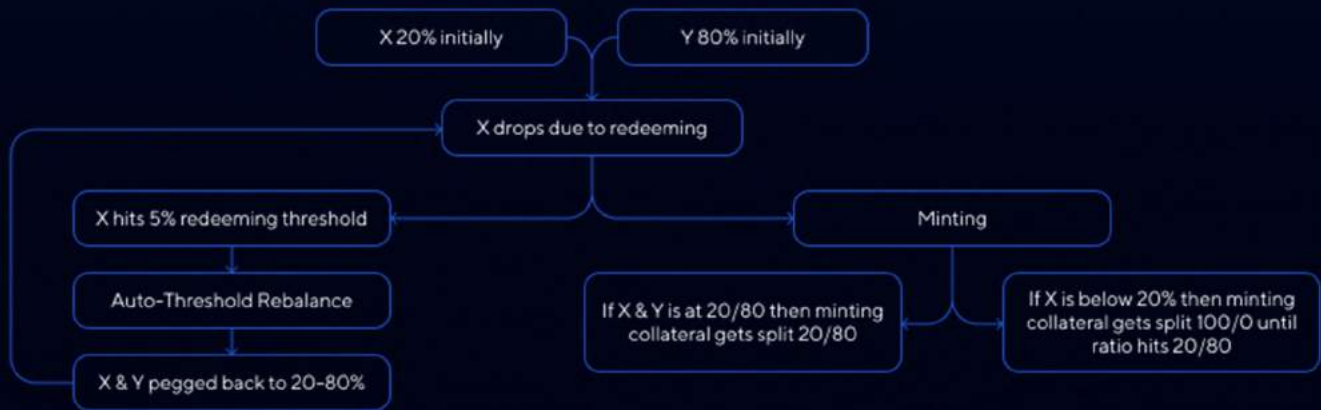 X 20% initially
Y 80% initially
X drops due to redeeming
X hits 5% redeeming threshold
Minting
Auto-Threshold Rebalance
If X & Y is at 20/80 then minting
collateral gets split 20/80
If X is below 20% then minting
collateral gets split 100/0 until
ratio hits 20/80
X & Y pegged back to 20-80%